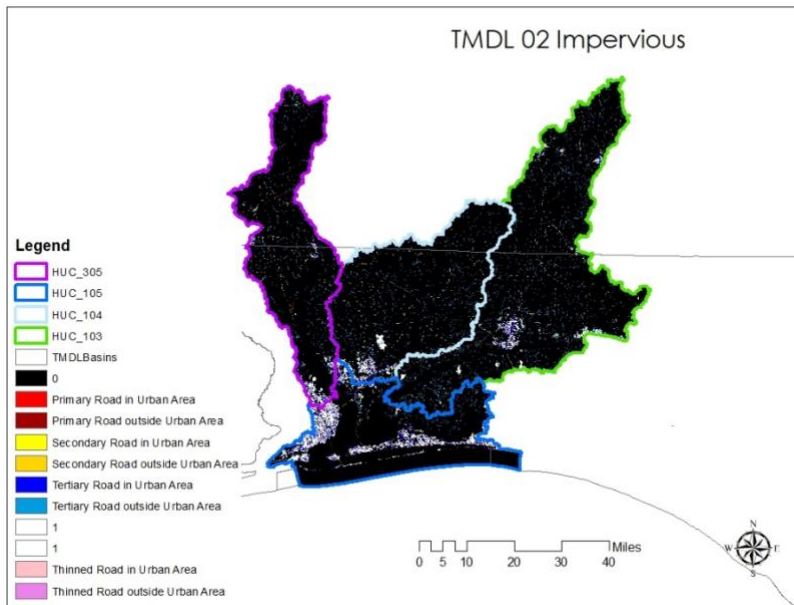 TMDL 02 Impervious
Legend
HUC_305
HUC_105
HUC_104
HUC_103
TMDLBasins
0
Primary Road in Urban Area
Primary Road outside Urban Area
Secondary Road in Urban Area
Secondary Road outside Urban Area
Tertiary Road in Urban Area
Tertiary Road outside Urban Area
1
1
Thinned Road in Urban Area
Thinned Road outside Urban Area
Miles
0 5 10 20 30 40
N
W E
S